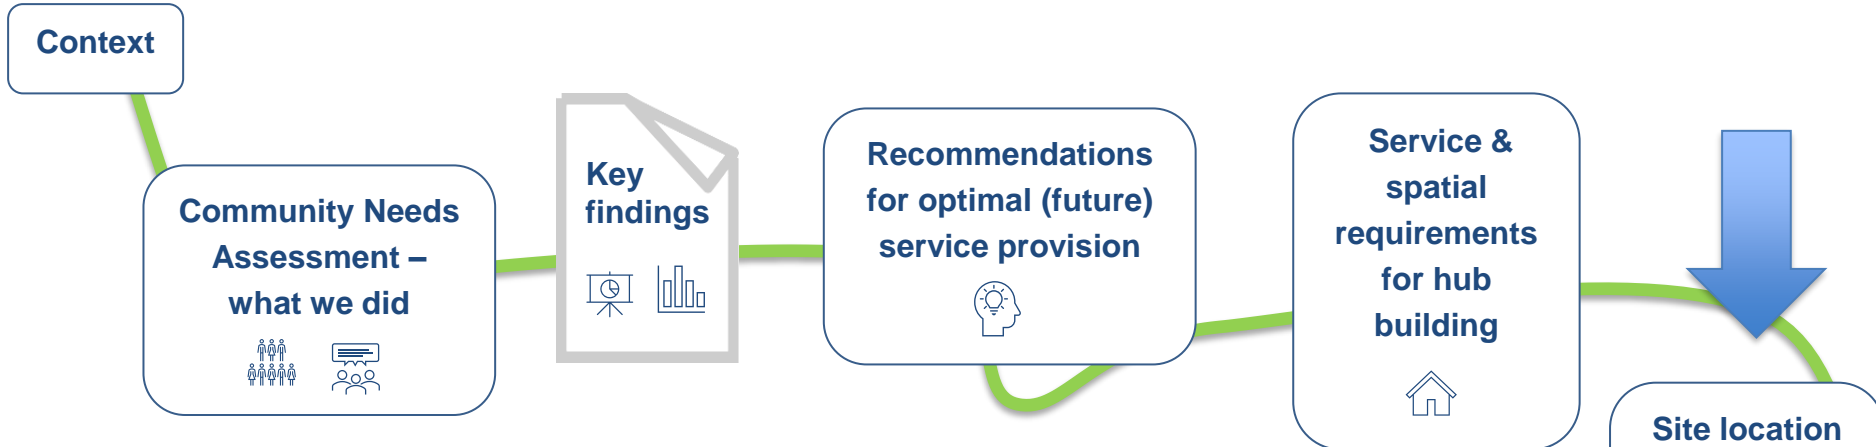 Context
Community Needs
Assessment –
what we did
Key
findings
Recommendations
for optimal (future)
service provision
Service &
spatial
requirements
for hub
building
Site location